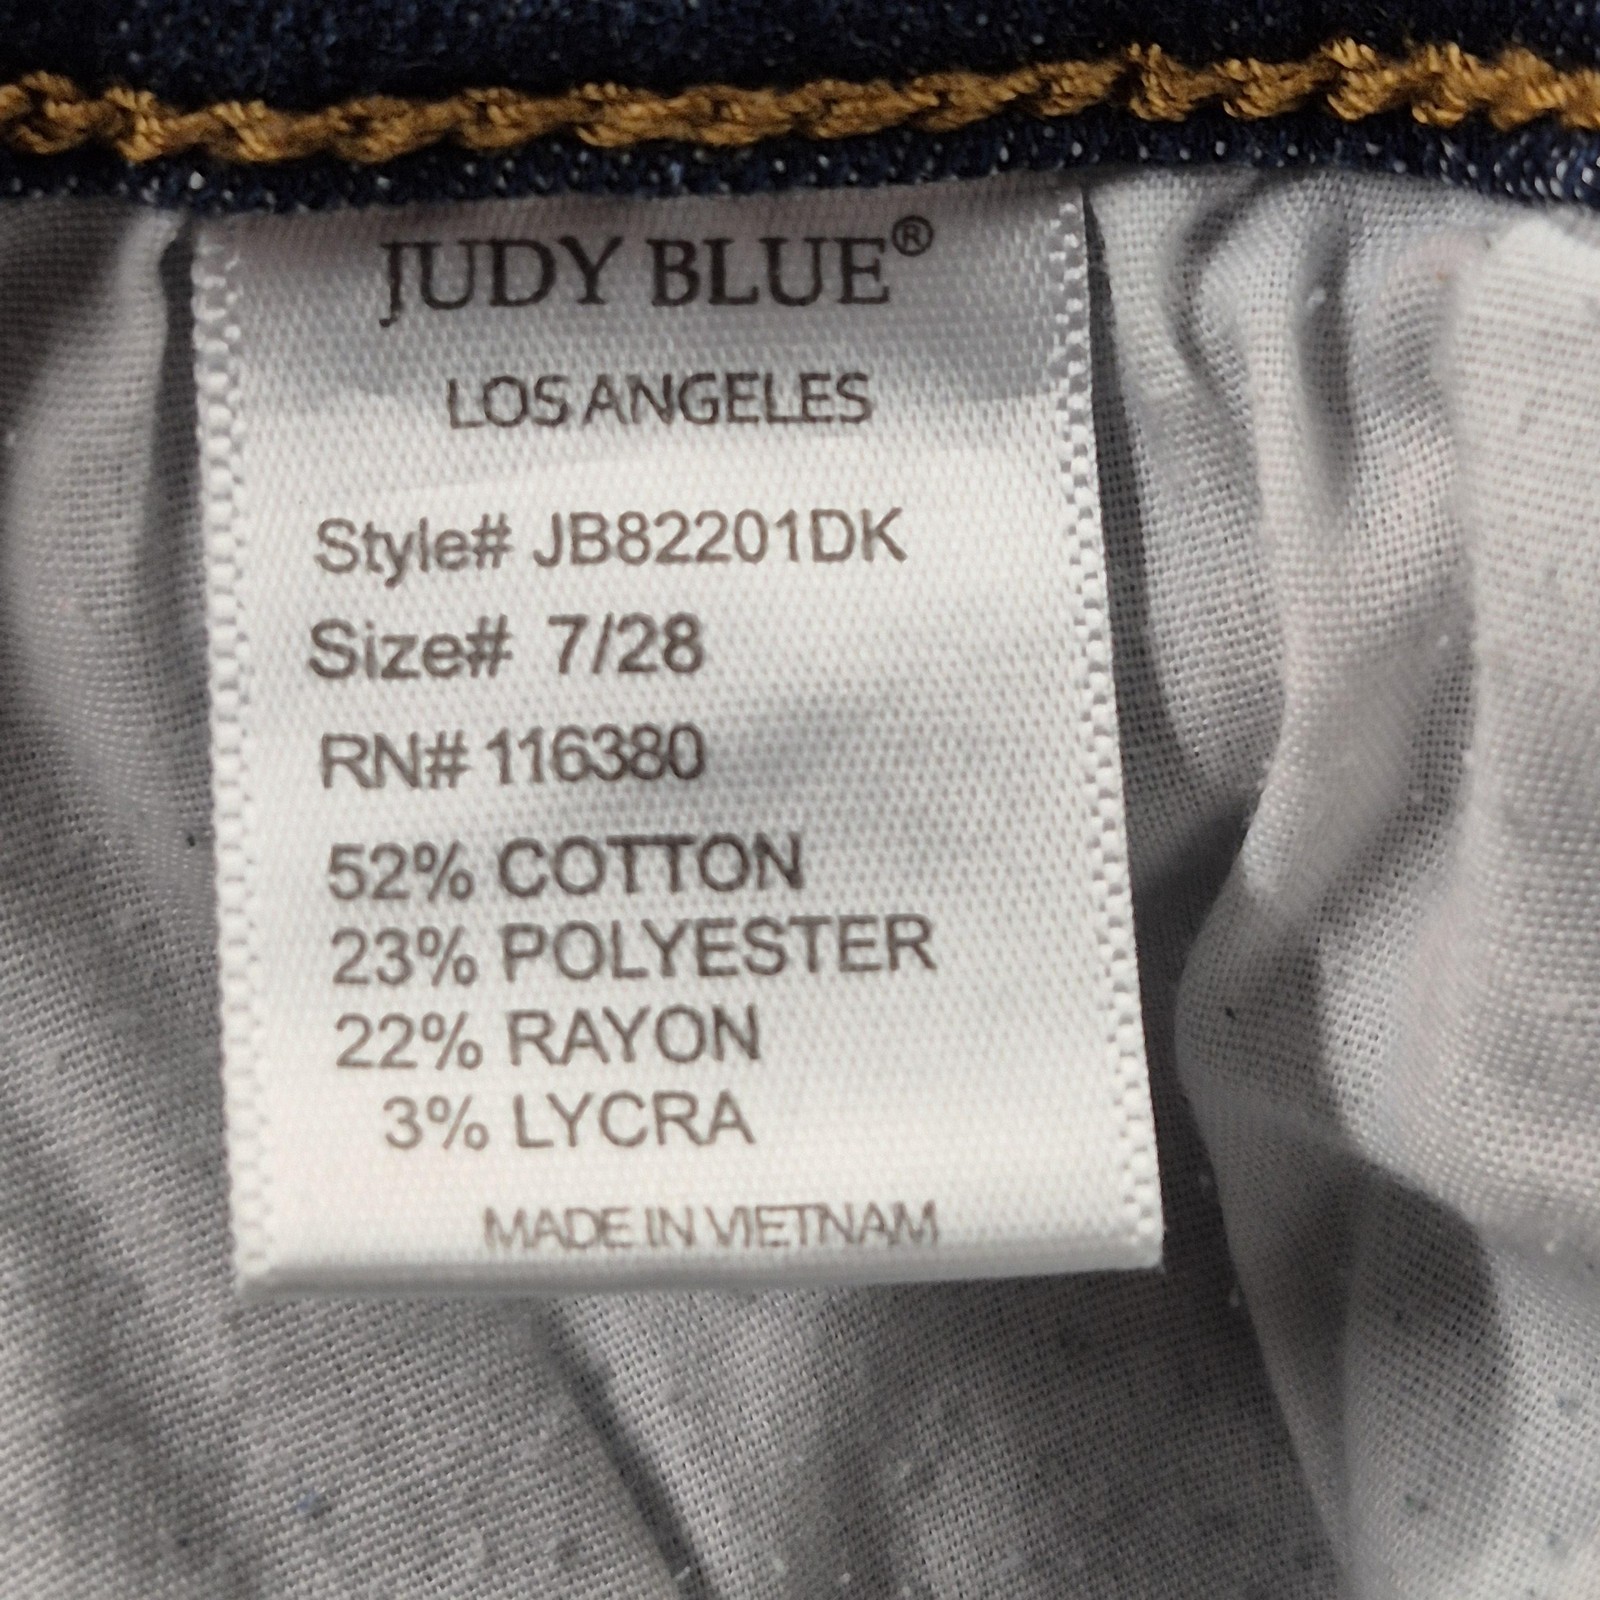 JUDY BLUE®
LOS ANGELES
Style# JB82201DK
Size# 7/28
RN# 116380
52% COTTON
23% POLYESTER
22% RAYON
3% LYCRA
MADE IN VIETNAM